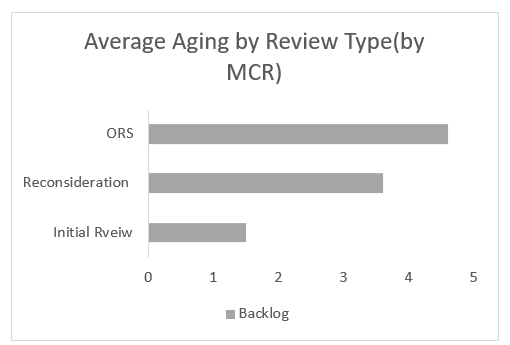 Average Aging by Review Type(by
MCR)
ORS
Reconsideration
Initial Rveiw
0 1 2 3 4 5
Backlog